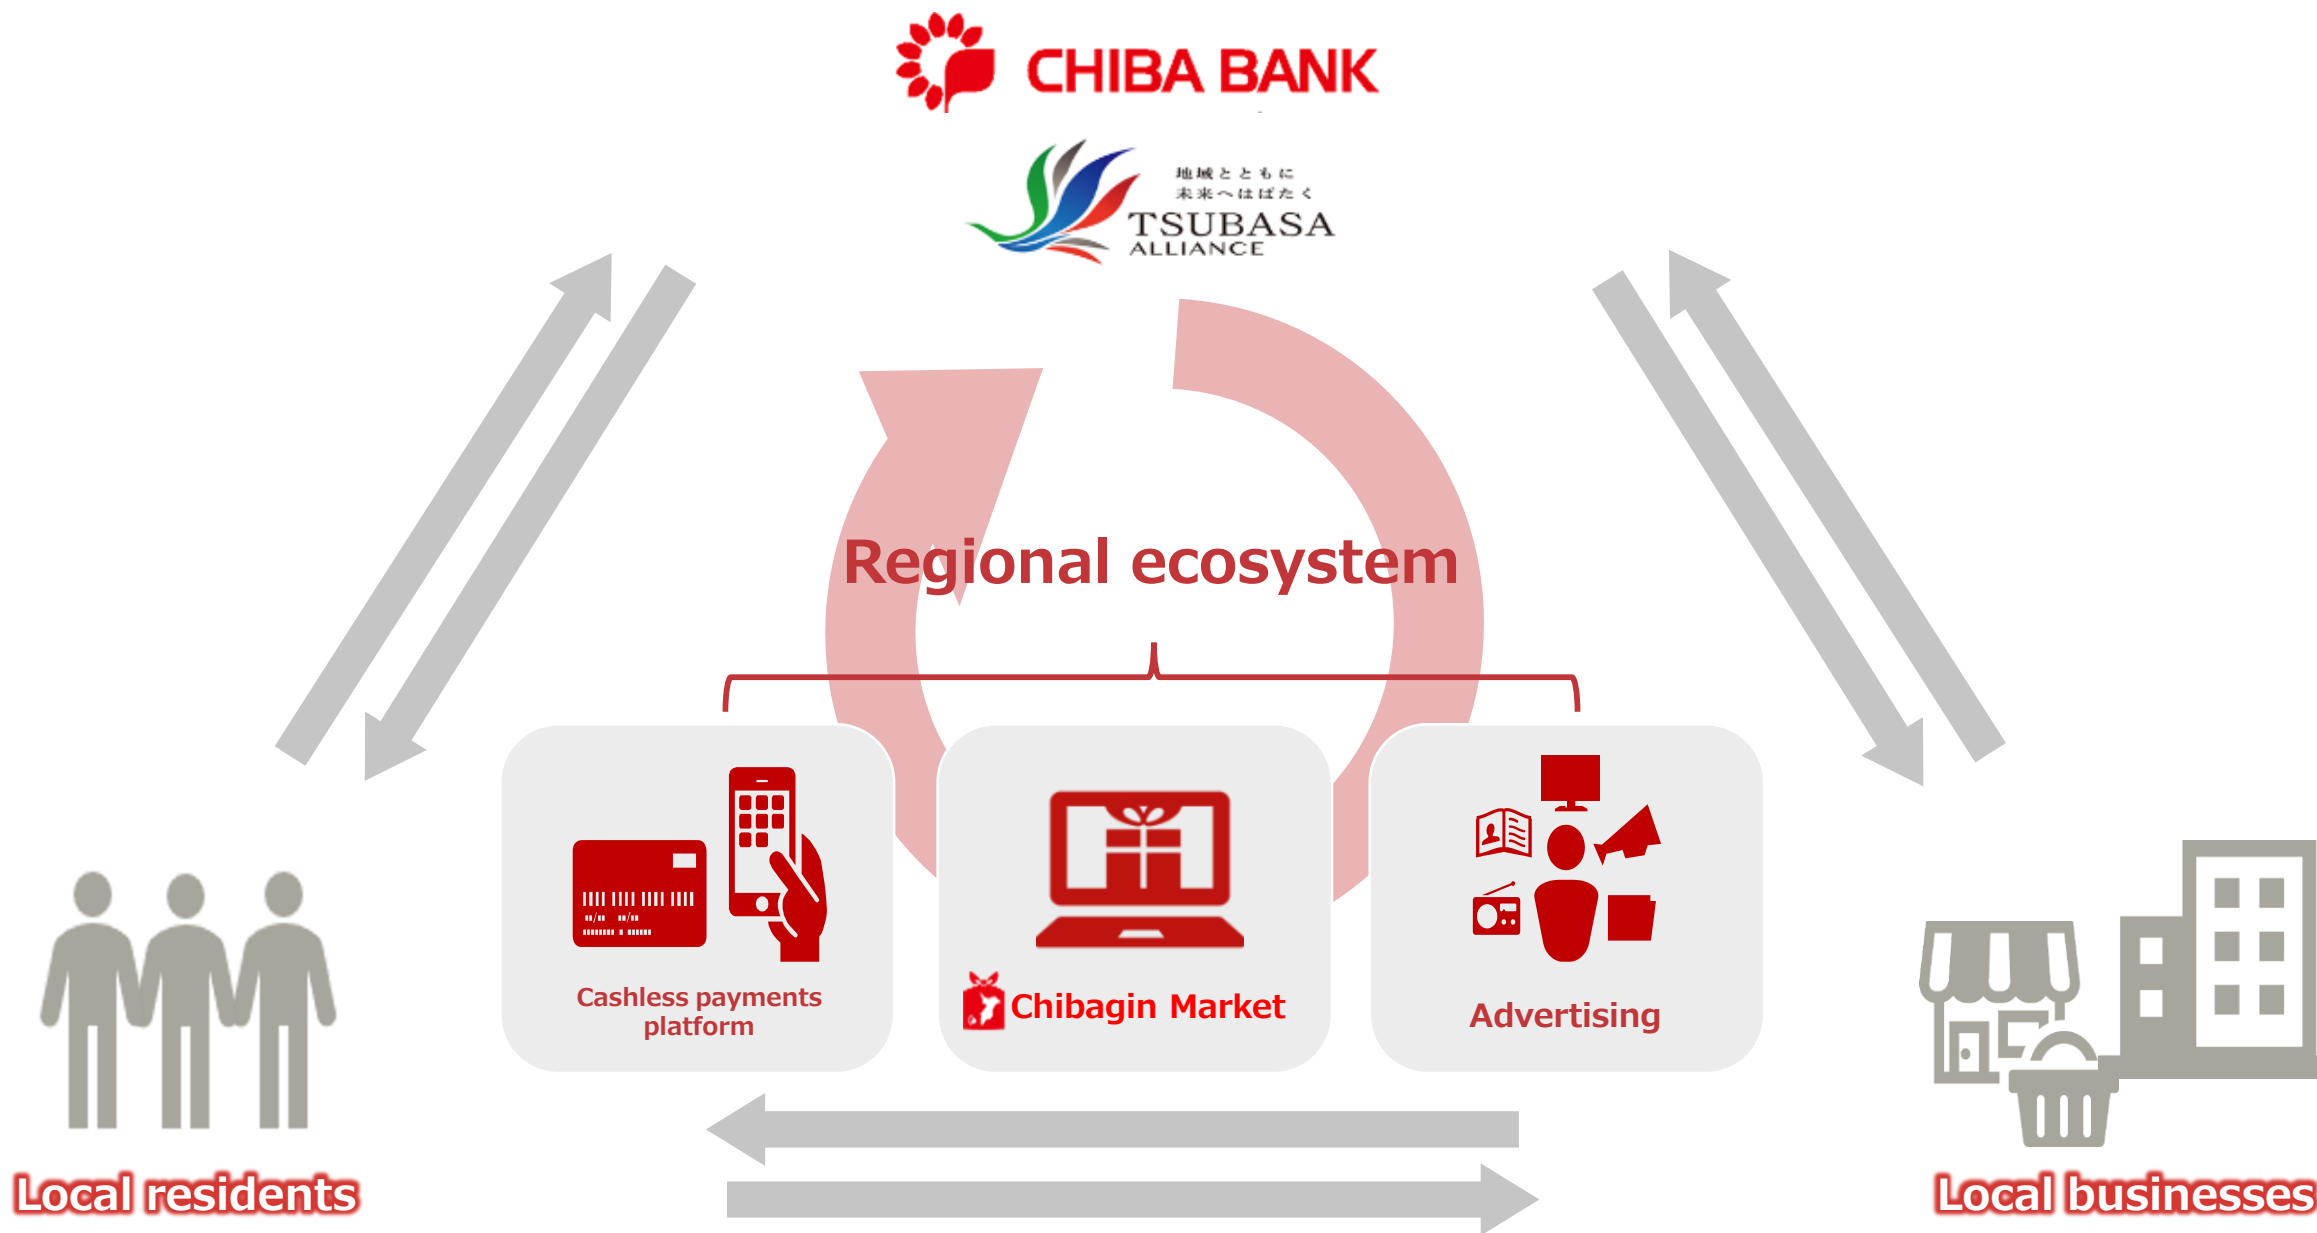 CHIBA BANK
地域とともに
未来へはばたく
TSUBASA
ALLIANCE
Regional ecosystem
Cashless payments
platform
Chibagin Market
Advertising
Local residents
Local businesses